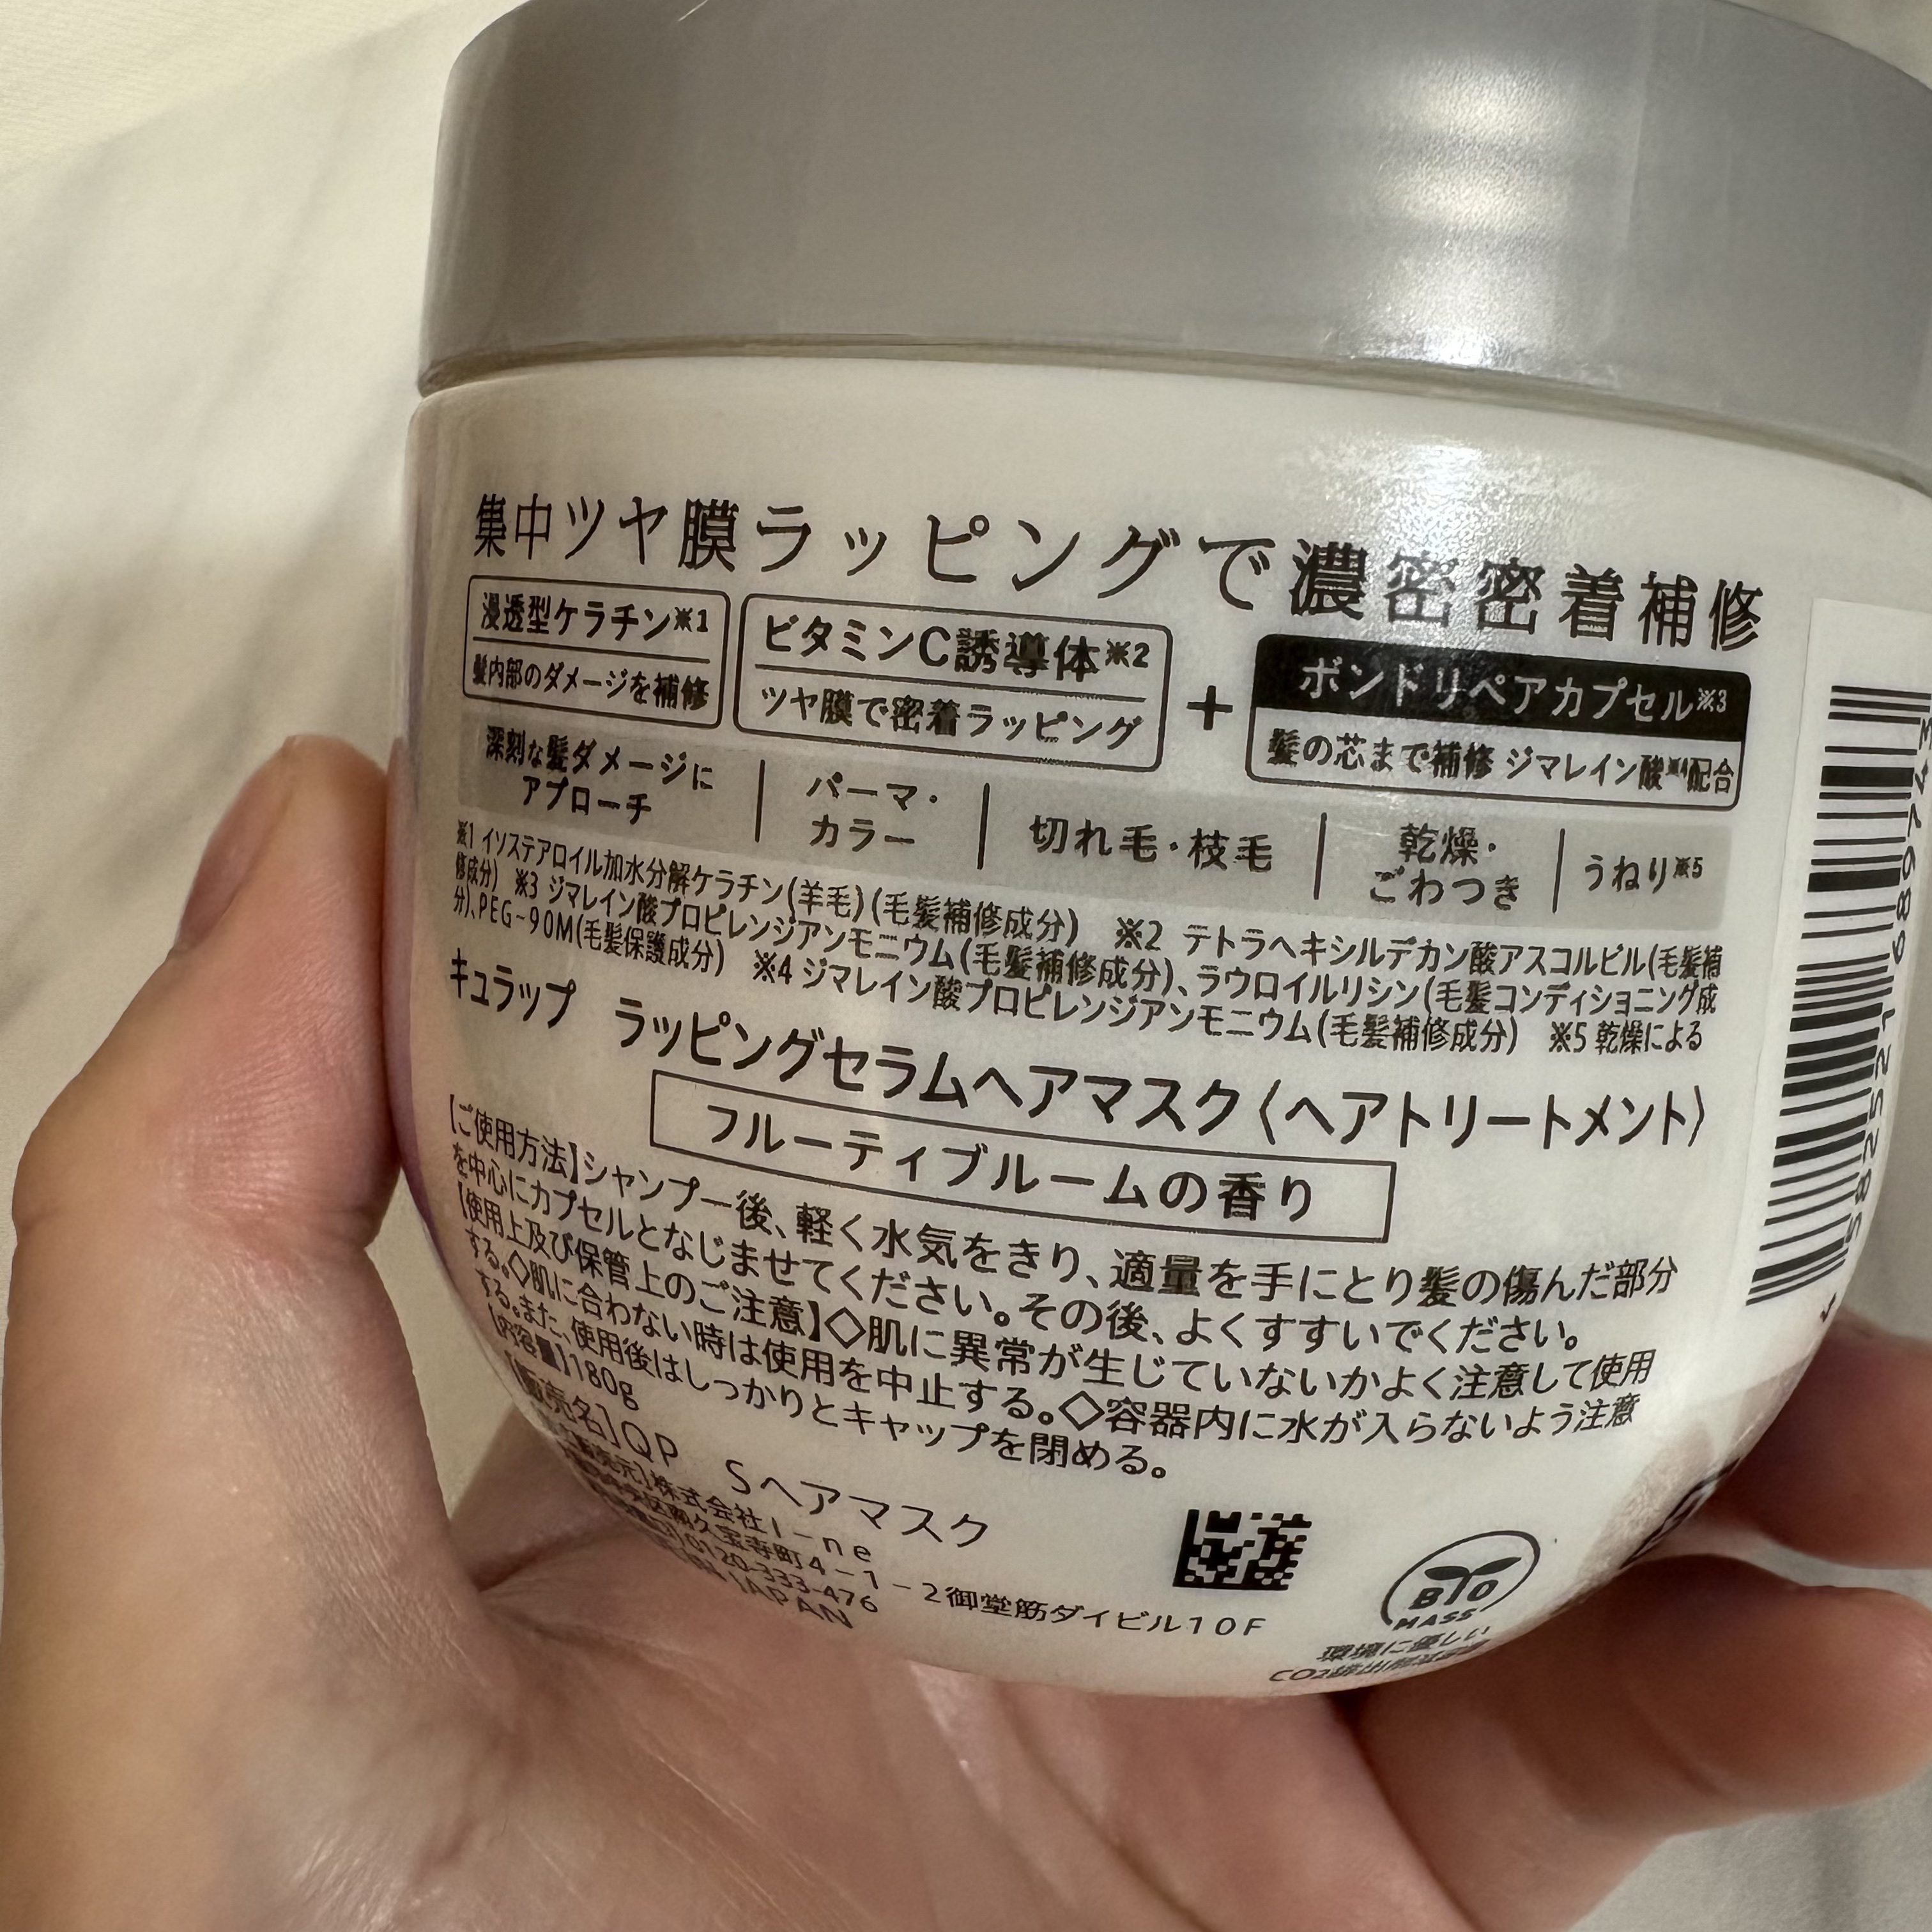 集中ツヤ膜ラッピングで濃密密着補修
浸透型ケラチン※1
髪内部のダメージを補修
ビタミンC誘導体※2
ツヤ膜で密着ラッピング
+
ボンドリペアカプセル※3
髪の芯まで補修 ジマレイン酸※4配合
深刻な髪ダメージに
アプローチ
パーマ・
カラー
切れ毛・枝毛
乾燥・
ごわつき
うねり※5
※1 イソステアロイル加水分解ケラチン(羊毛)(毛髪補修成分) ※2 テトラヘキシルデカン酸アスコルビル(毛髪補
修成分) ※3 ジマレイン酸プロピレンジアンモニウム(毛髪補修成分)、ラウロイルリシン(毛髪コンディショニング成
分)、PEG-90M(毛髪保護成分) ※4 ジマレイン酸プロピレンジアンモニウム(毛髪補修成分) ※5 乾燥による
キュラップ ラッピングセラムヘアマスク〈ヘアトリートメント〉
フルーティブルームの香り
【ご使用方法】シャンプー後、軽く水気をきり、適量を手にとり髪の傷んだ部分
を中心にカプセルとなじませてください。その後、よくすすいでください。
【使用上及び保管上のご注意】◇肌に異常が生じていないかよく注意して使用
する。◇肌に合わない時は使用を中止する。◇容器内に水が入らないよう注意
する。また、使用後はしっかりとキャップを閉める。
【内容量】180g
【販売名】QP Sヘアマスク
売元】株式会社I-ne
久宝寺町4-1-2御堂筋ダイビル10F
0120-333-476
JAPAN
BIO
MASS
環境に優しい